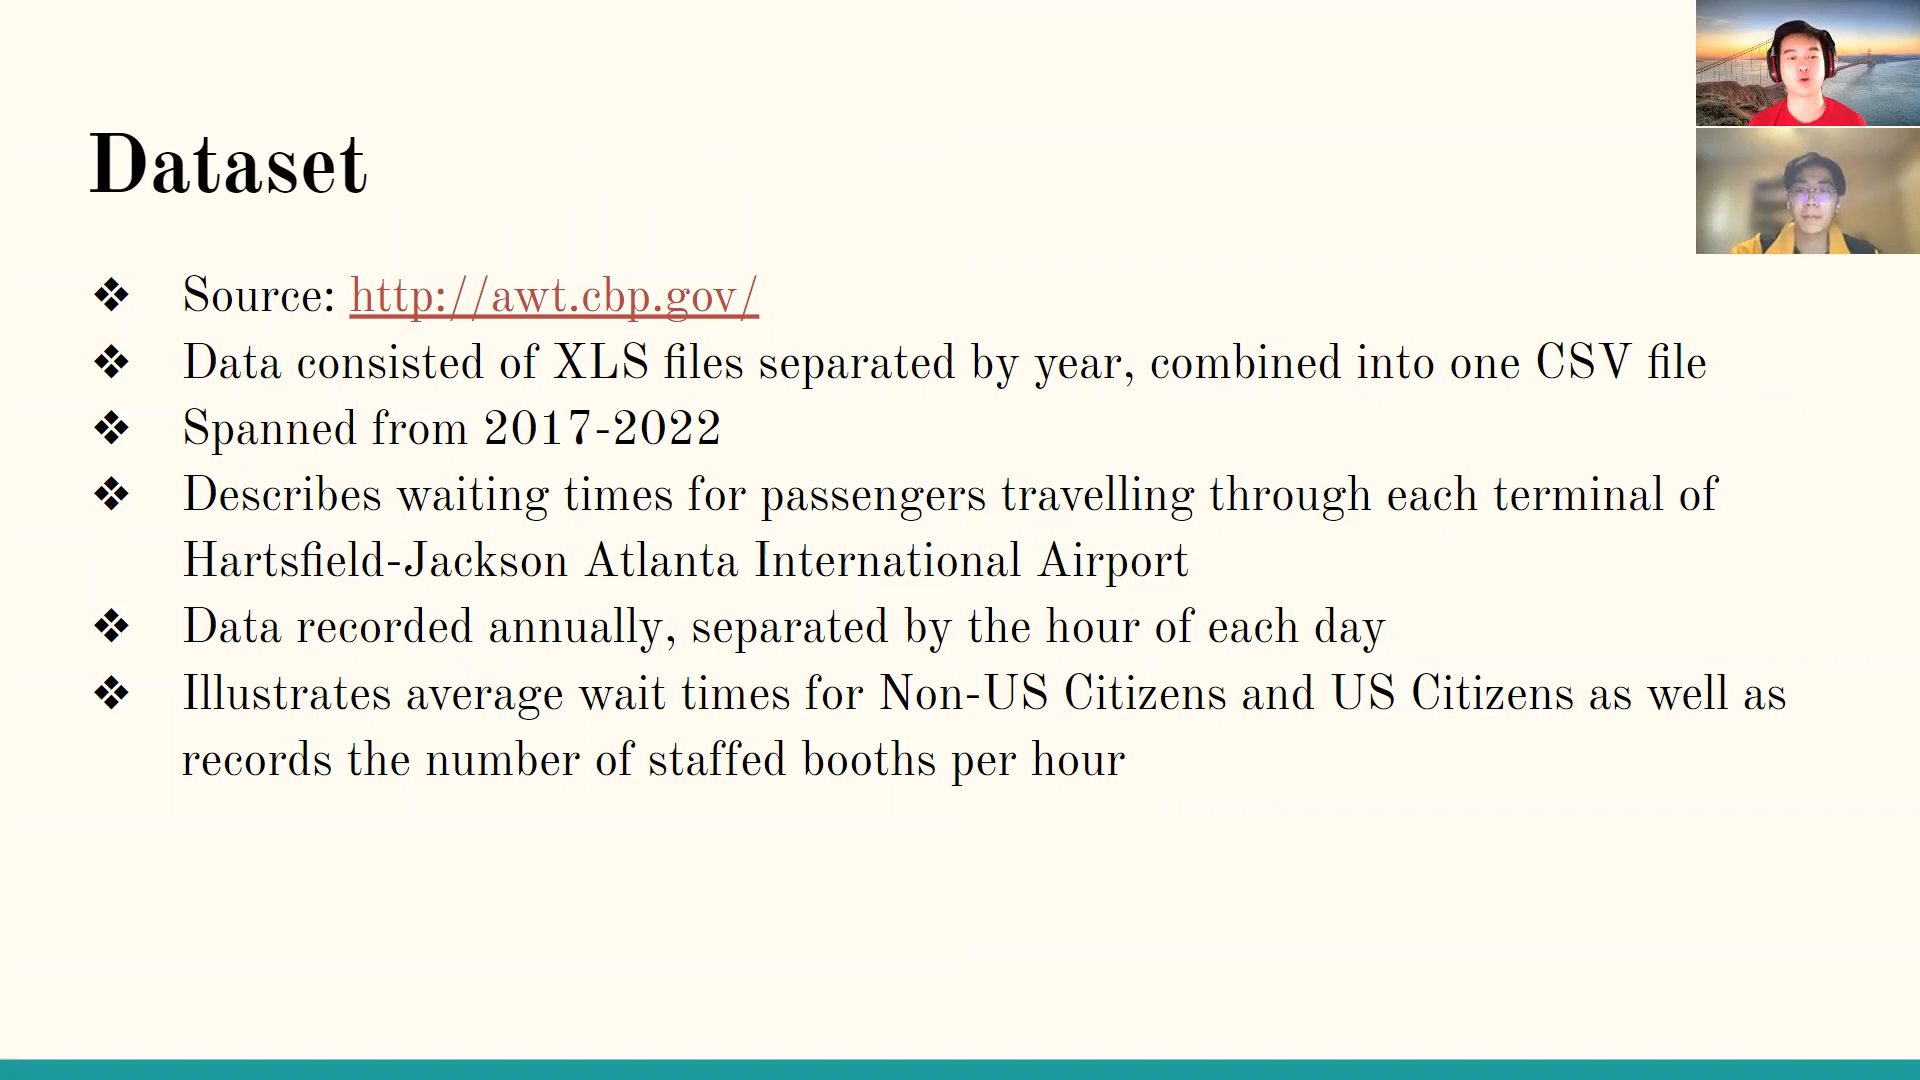 Dataset
❖ Source: http://awt.cbp.gov/
❖ Data consisted of XLS files separated by year, combined into one CSV file
❖ Spanned from 2017-2022
❖ Describes waiting times for passengers travelling through each terminal of
Hartsfield-Jackson Atlanta International Airport
❖ Data recorded annually, separated by the hour of each day
❖ Illustrates average wait times for Non-US Citizens and US Citizens as well as
records the number of staffed booths per hour